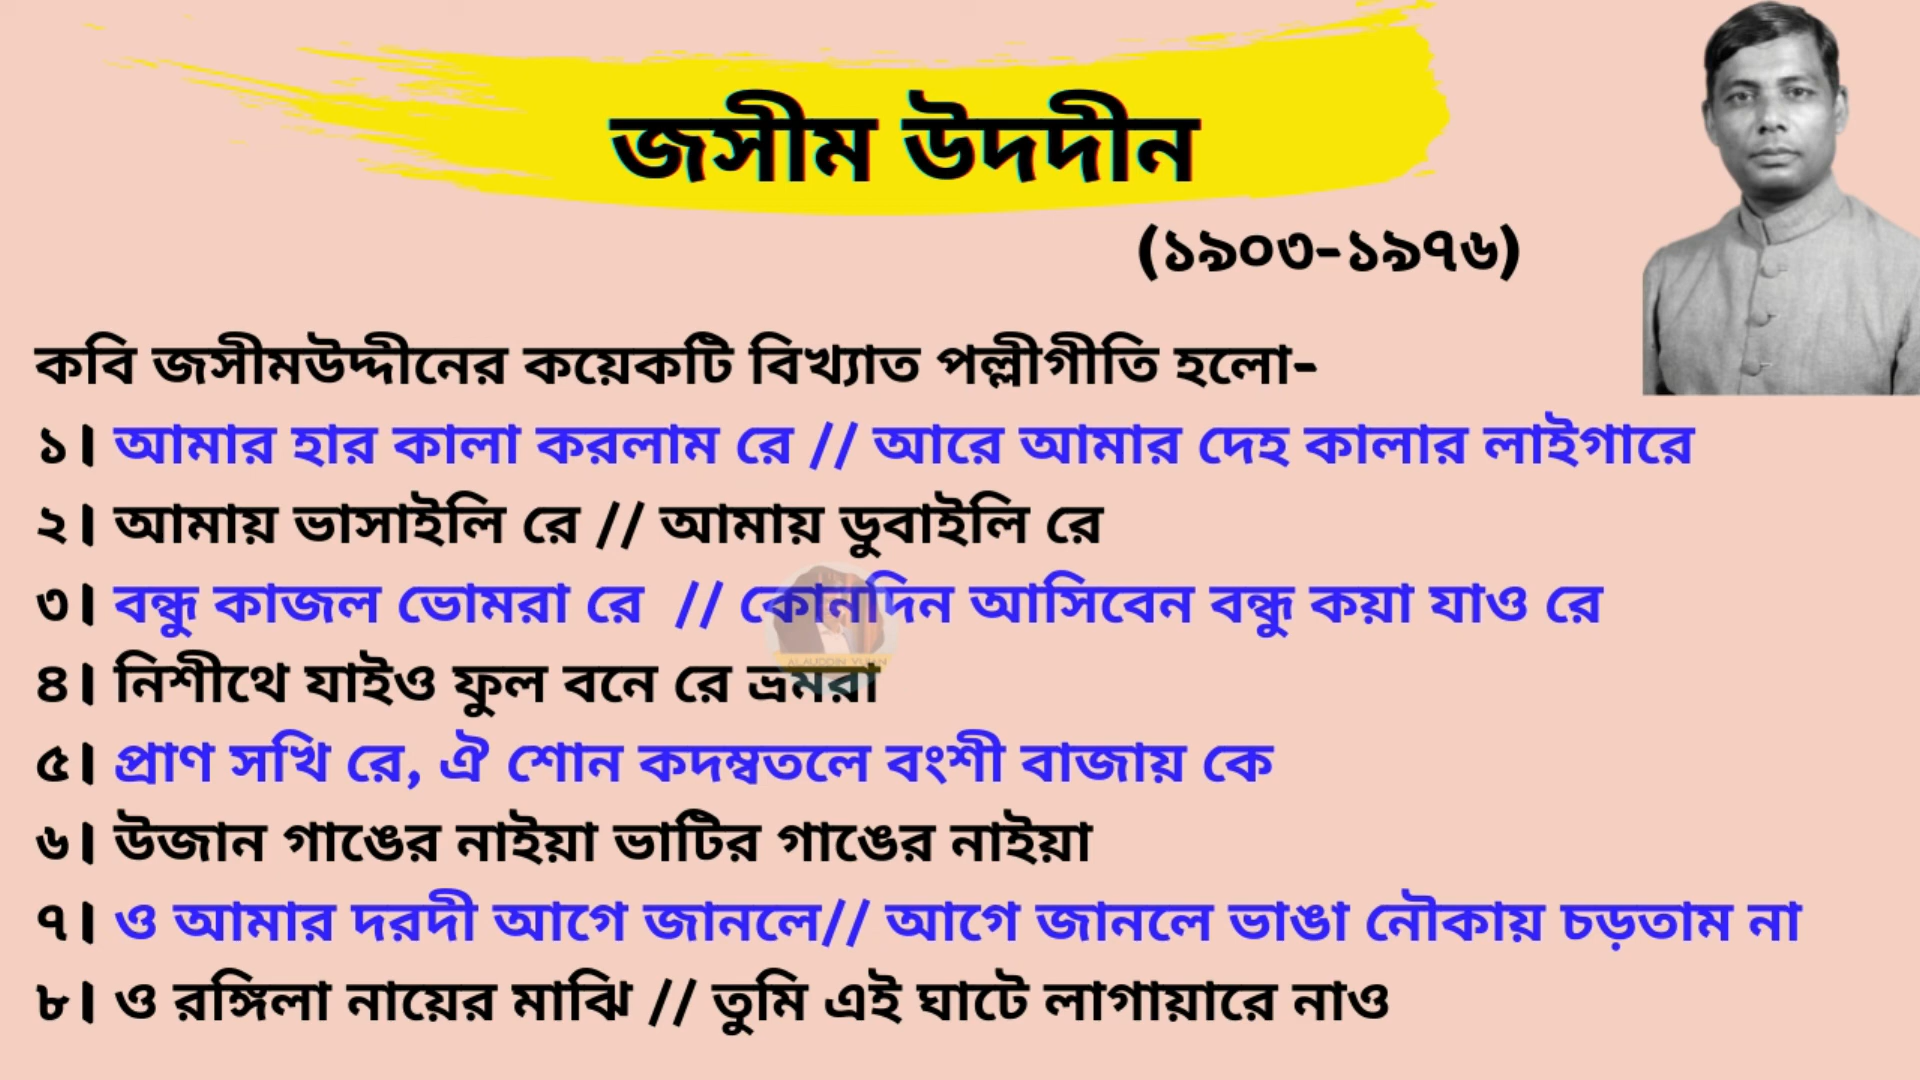 জসীম উদদীন
(১৯০৩-১৯৭৬)
কবি জসীমউদ্দীনের কয়েকটি বিখ্যাত পল্লীগীতি হলো-
১। আমার হার কালা করলাম রে // আরে আমার দেহ কালার লাইগারে
২। আমায় ভাসাইলি রে // আমায় ডুবাইলি রে
৩। বন্ধু কাজল ভোমরা রে // কোনদিন আসিবেন বন্ধু কয়া যাও রে
ALAUDDIN VUIAN
৪। নিশীথে যাইও ফুল বনে রে ভ্রমরা
৫। প্রাণ সখি রে, ঐ শোন কদম্বতলে বংশী বাজায় কে
৬। উজান গাঙের নাইয়া ভাটির গাঙের নাইয়া
৭। ও আমার দরদী আগে জানলে// আগে জানলে ভাঙা নৌকায় চড়তাম না
৮। ও রঙ্গিলা নায়ের মাঝি // তুমি এই ঘাটে লাগায়ারে নাও